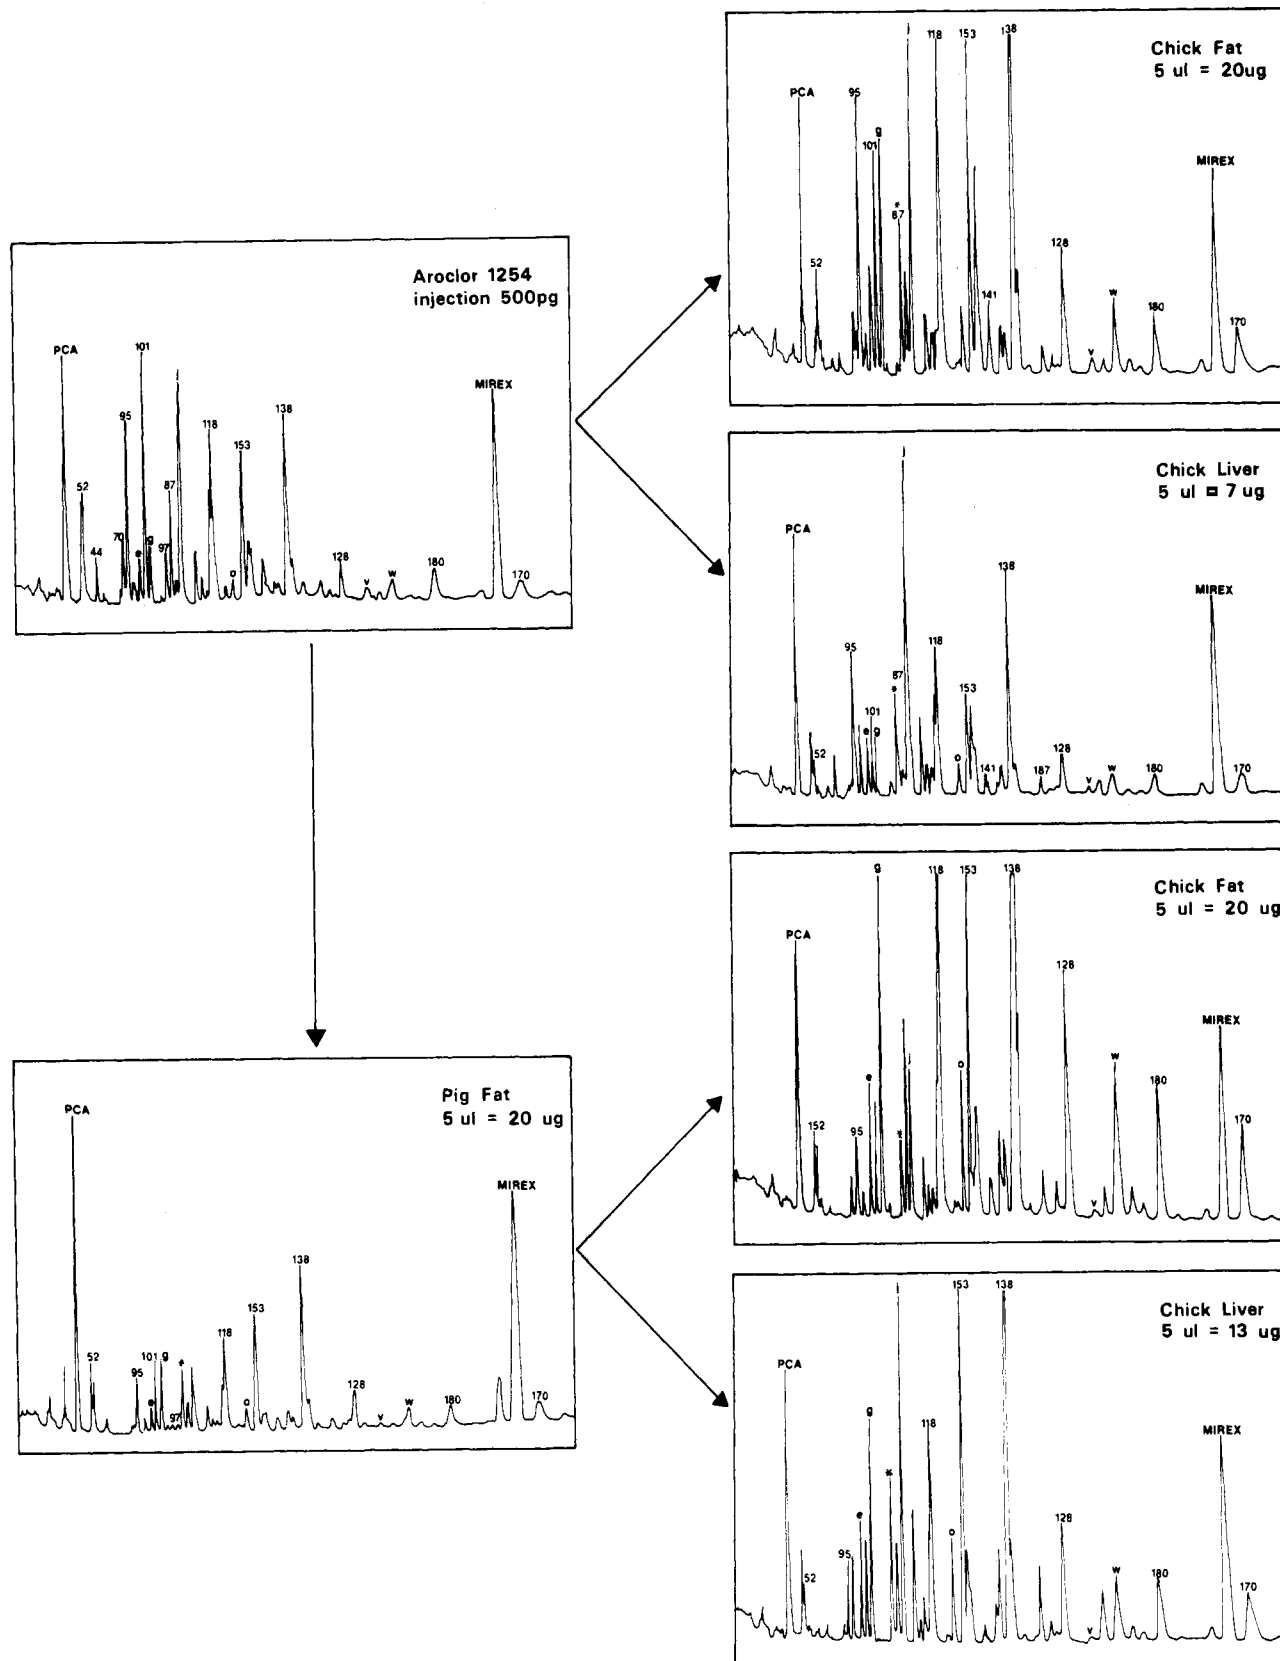 Aroclor 1254
injection 500pg
PCA
52
44
70
95
e
101
g
97
87
j
118
o
153
138
128
v
w
180
MIREX
170
Pig Fat
5 ul = 20 ug
PCA
52
95
e
101
g
97
*
118
o
153
138
128
v
w
180
MIREX
170
Chick Fat
5 ul = 20ug
PCA
52
95
101
g
*
87
118
153
141
138
128
v
w
180
MIREX
170
Chick Liver
5 ul = 7 ug
PCA
52
95
e
101
g
*
87
j
118
o
153
141
138
187
128
v
w
180
MIREX
170
Chick Fat
5 ul = 20 ug
PCA
152
95
e
g
*
118
o
153
138
128
v
w
180
MIREX
170
Chick Liver
5 ul = 13 ug
PCA
52
95
e
g
*
118
o
153
138
128
v
w
180
MIREX
170